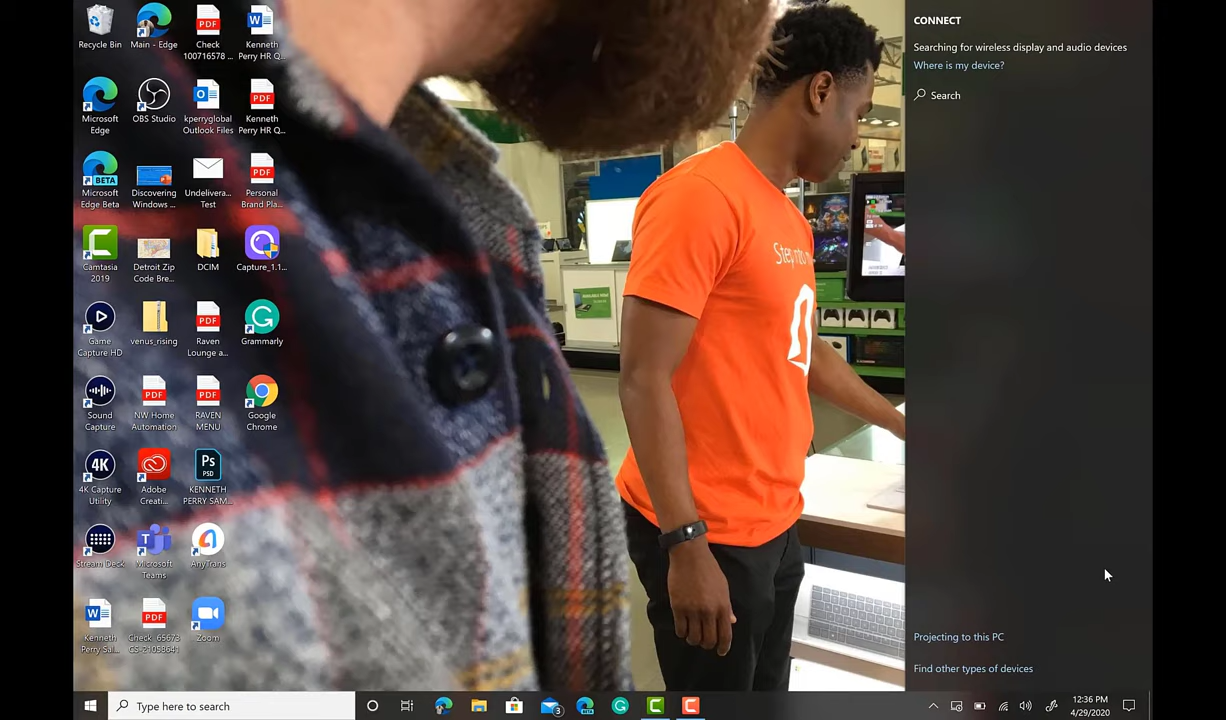 Recycle Bin
Main - Edge
Check
100716578 ...
Kenneth
Perry HR Q...
Microsoft
Edge
OBS Studio
kperryglobal
Outlook Files
Kenneth
Perry HR Q...
Microsoft
Edge Beta
Discovering
Windows ...
Undelivera...
Test
Personal
Brand Pla...
Camtasia
2019
Detroit Zip
Code Bre...
DCIM
Capture_1.1...
Game
Capture HD
venus_rising
Raven
Lounge a...
Grammarly
Sound
Capture
NW Home
Automation
RAVEN
MENU
Google
Chrome
4K Capture
Utility
Adobe
Creati...
KENNETH
PERRY SAM...
Stream Deck
Microsoft
Teams
AnyTrans
Kenneth
Perry Sal...
Check_65673
CS-21058641
Zoom
CONNECT
Searching for wireless display and audio devices
Where is my device?
Search
Projecting to this PC
Find other types of devices
Type here to search
3
12:36 PM
4/29/2020